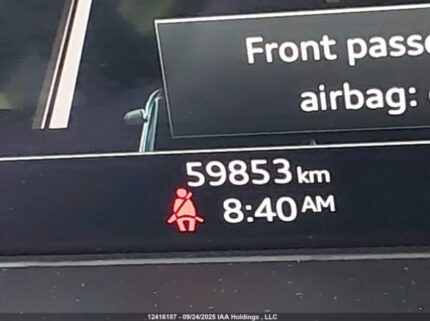 Front passe
airbag:
59853 km
8:40 AM
12416187 - 09/24/2025 IAA Holdings , LLC